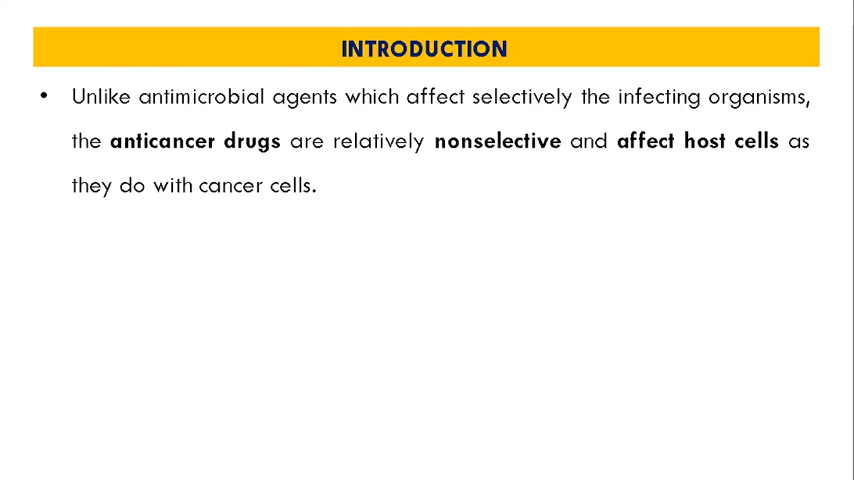 INTRODUCTION
• Unlike antimicrobial agents which affect selectively the infecting organisms,
the anticancer drugs are relatively nonselective and affect host cells as
they do with cancer cells.